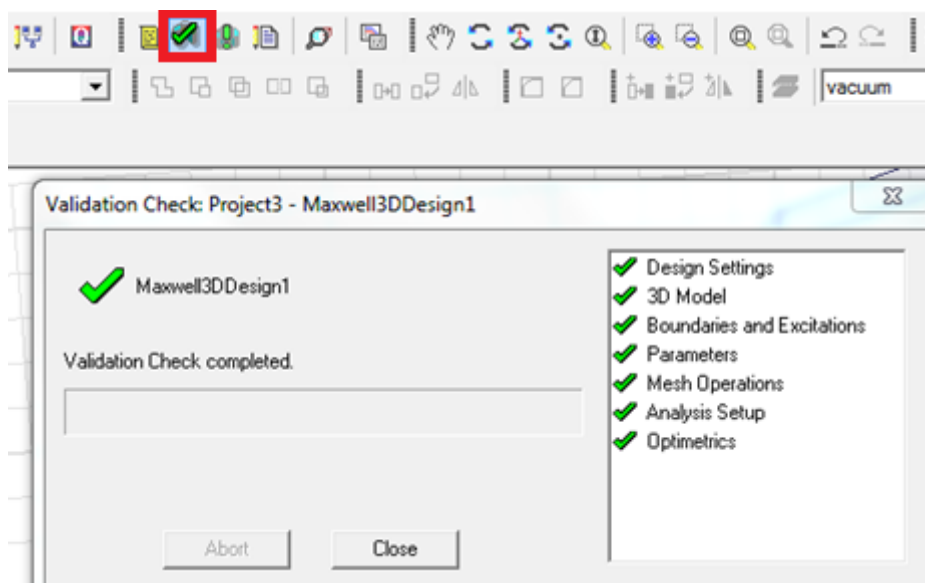 vacuum
Validation Check: Project3 - Maxwell3DDesign1
Maxwell3DDesign1
Validation Check completed.
Design Settings
3D Model
Boundaries and Excitations
Parameters
Mesh Operations
Analysis Setup
Optimetrics
Abort
Close